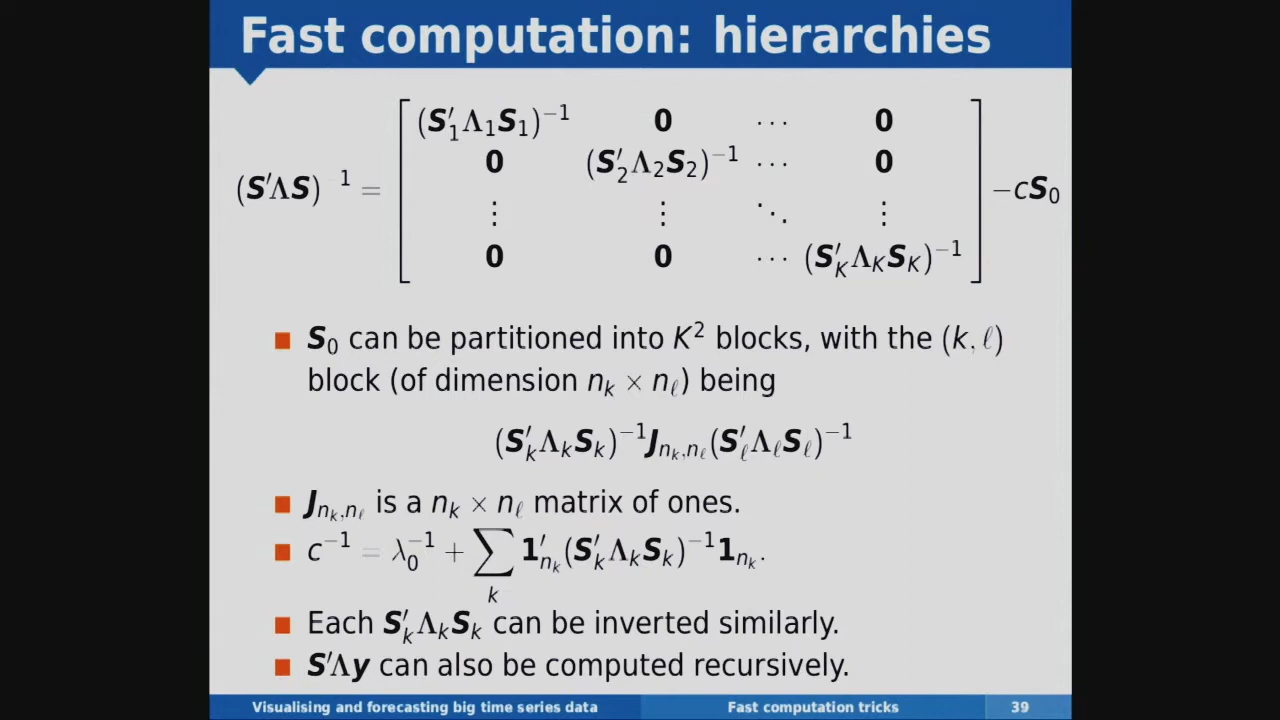 Fast computation: hierarchies
(S′ΛS)⁻¹ = [ (S′₁Λ₁S₁)⁻¹ 0 ⋯ 0
0 (S′₂Λ₂S₂)⁻¹ ⋯ 0
⋮ ⋮ ⋱ ⋮
0 0 ⋯ (S′_KΛ_KS_K)⁻¹ ] −cS₀
■ S₀ can be partitioned into K² blocks, with the (k, ℓ)
block (of dimension n_k × n_ℓ) being
(S′_kΛ_kS_k)⁻¹J_{n_k,n_ℓ}(S′_ℓΛ_ℓS_ℓ)⁻¹
■ J_{n_k,n_ℓ} is a n_k × n_ℓ matrix of ones.
■ c⁻¹ = λ₀⁻¹ + ∑_k 1′_{n_k}(S′_kΛ_kS_k)⁻¹1_{n_k}.
■ Each S′_kΛ_kS_k can be inverted similarly.
■ S′Λy can also be computed recursively.
Visualising and forecasting big time series data Fast computation tricks 39